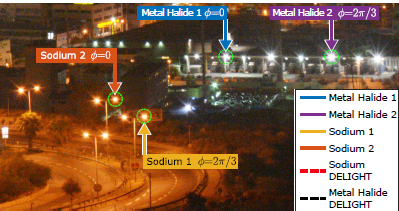 Metal Halide 1 ϕ=0
Metal Halide 2 ϕ=2π/3
Sodium 2 ϕ=0
Sodium 1 ϕ=2π/3
Metal Halide 1
Metal Halide 2
Sodium 1
Sodium 2
Sodium
DELIGHT
Metal Halide
DELIGHT